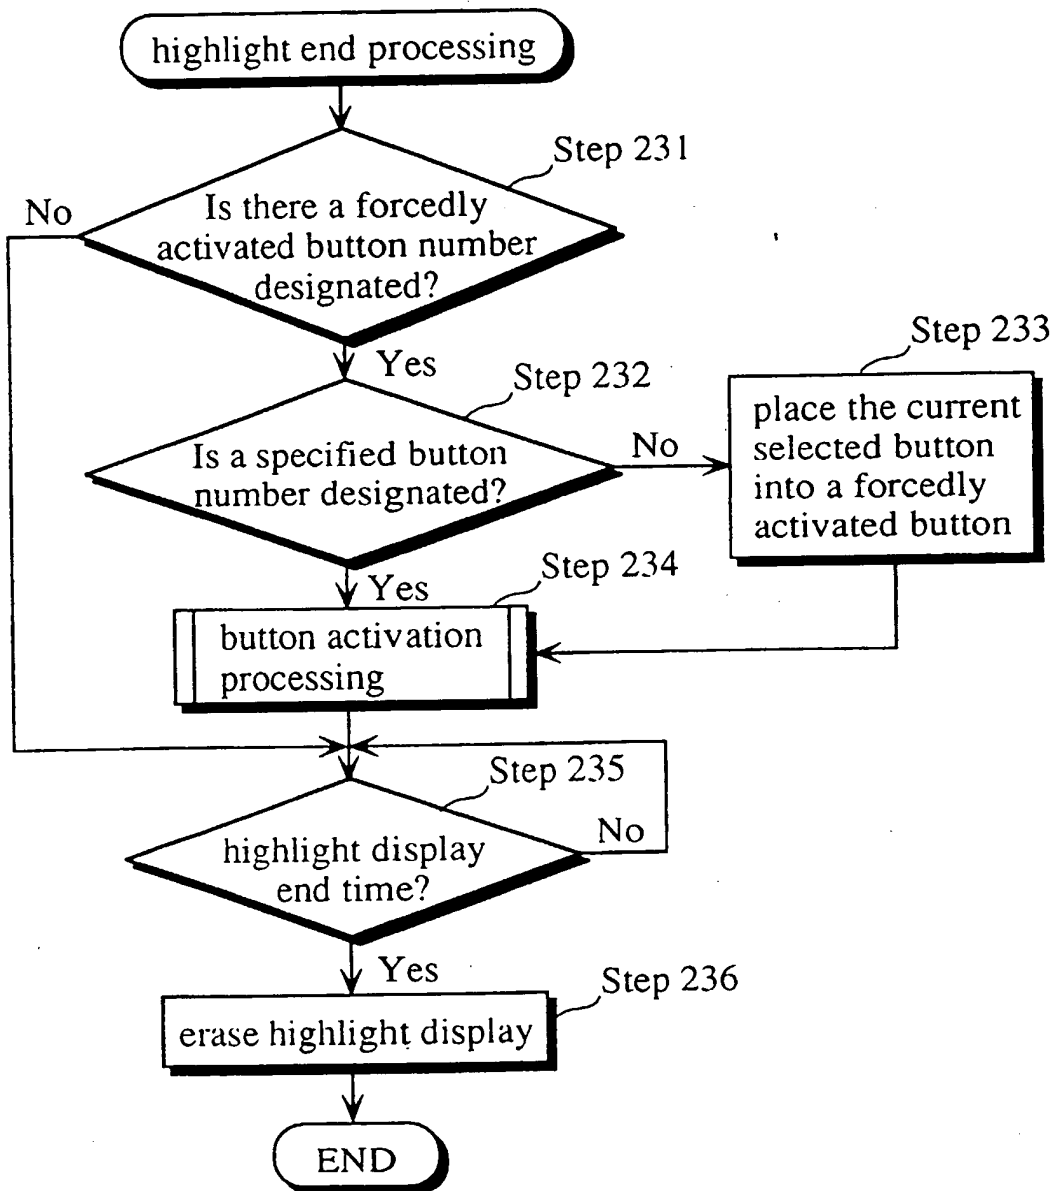 highlight end processing
Step 231
No
Is there a forcedly
activated button number
designated?
Yes
Step 232
Step 233
Is a specified button
number designated?
No
place the current
selected button
into a forcedly
activated button
Yes
Step 234
button activation
processing
Step 235
highlight display
end time?
No
Yes
Step 236
erase highlight display
END